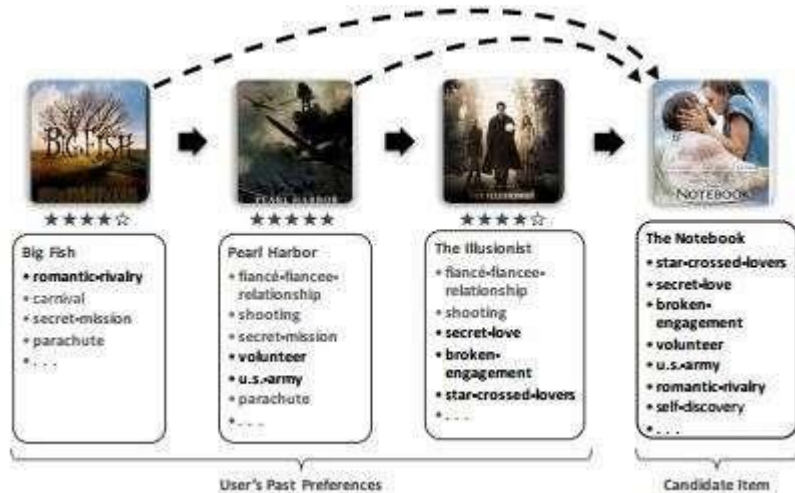 BIG FISH
PEARL HARBOR
THE ILLUSIONIST
NOTEBOOK
Big Fish
• romantic-rivalry
• carnival
• secret-mission
• parachute
• . . .
Pearl Harbor
• fiancé-fiancee-
relationship
• shooting
• secret-mission
• volunteer
• u.s.-army
• parachute
• . . .
The Illusionist
• fiancé-fiancee-
relationship
• shooting
• secret-love
• broken-
engagement
• star-crossed-lovers
• . . .
The Notebook
• star-crossed-lovers
• secret-love
• broken-
engagement
• volunteer
• u.s.-army
• romantic-rivalry
• self-discovery
• . . .
User's Past Preferences
Candidate Item